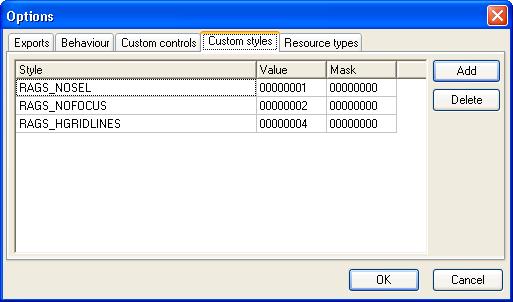 Options
Exports Behaviour Custom controls Custom styles Resource types
Style Value Mask
RAGS_NOSEL 00000001 00000000
RAGS_NOFOCUS 00000002 00000000
RAGS_HGRIDLINES 00000004 00000000
Add
Delete
OK Cancel